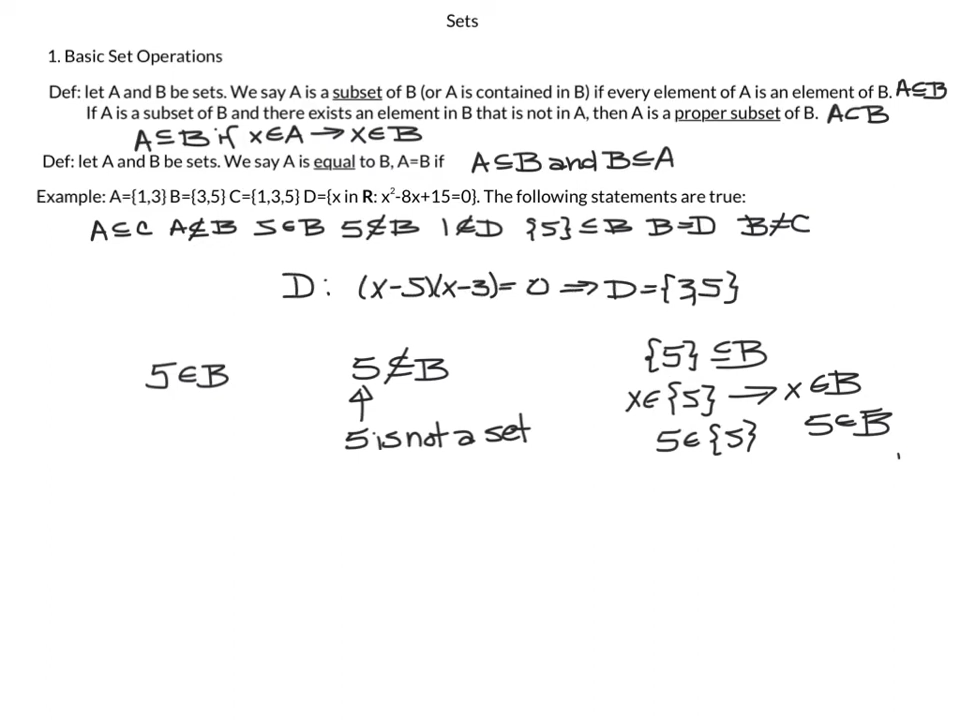 Sets
1. Basic Set Operations
Def: let A and B be sets. We say A is a subset of B (or A is contained in B) if every element of A is an element of B. A⊆B
If A is a subset of B and there exists an element in B that is not in A, then A is a proper subset of B. A⊂B
A⊆B if x∈A → x∈B
Def: let A and B be sets. We say A is equal to B, A=B if A⊆B and B⊆A
Example: A={1,3} B={3,5} C={1,3,5} D={x in R: x²-8x+15=0}. The following statements are true:
A⊆C A⊈B 5∈B 5⊈B 1∉D {5}⊆B B=D B≠C
D: (x-5)(x-3)=0 ⇒ D={3,5}
5∈B 5⊈B {5}⊆B
x∈{5} → x∈B
5 is not a set 5∈{5} 5∈B